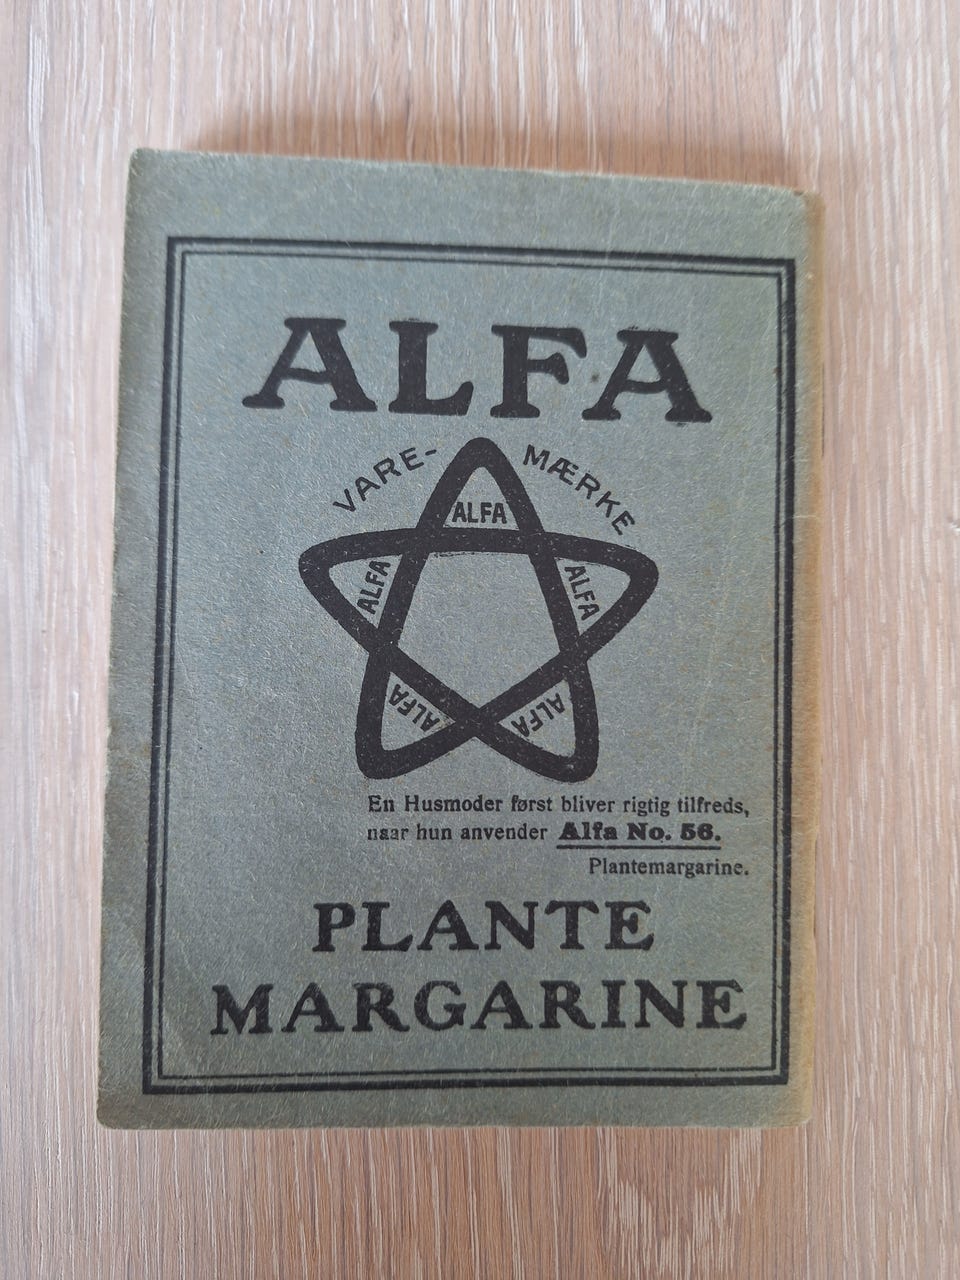 ALFA
VARE-MÆRKE
ALFA
ALFA
ALFA
ALFA
ALFA
En Husmoder først bliver rigtig tilfreds,
naar hun anvender Alfa No. 56.
Plantemargarine.
PLANTE
MARGARINE